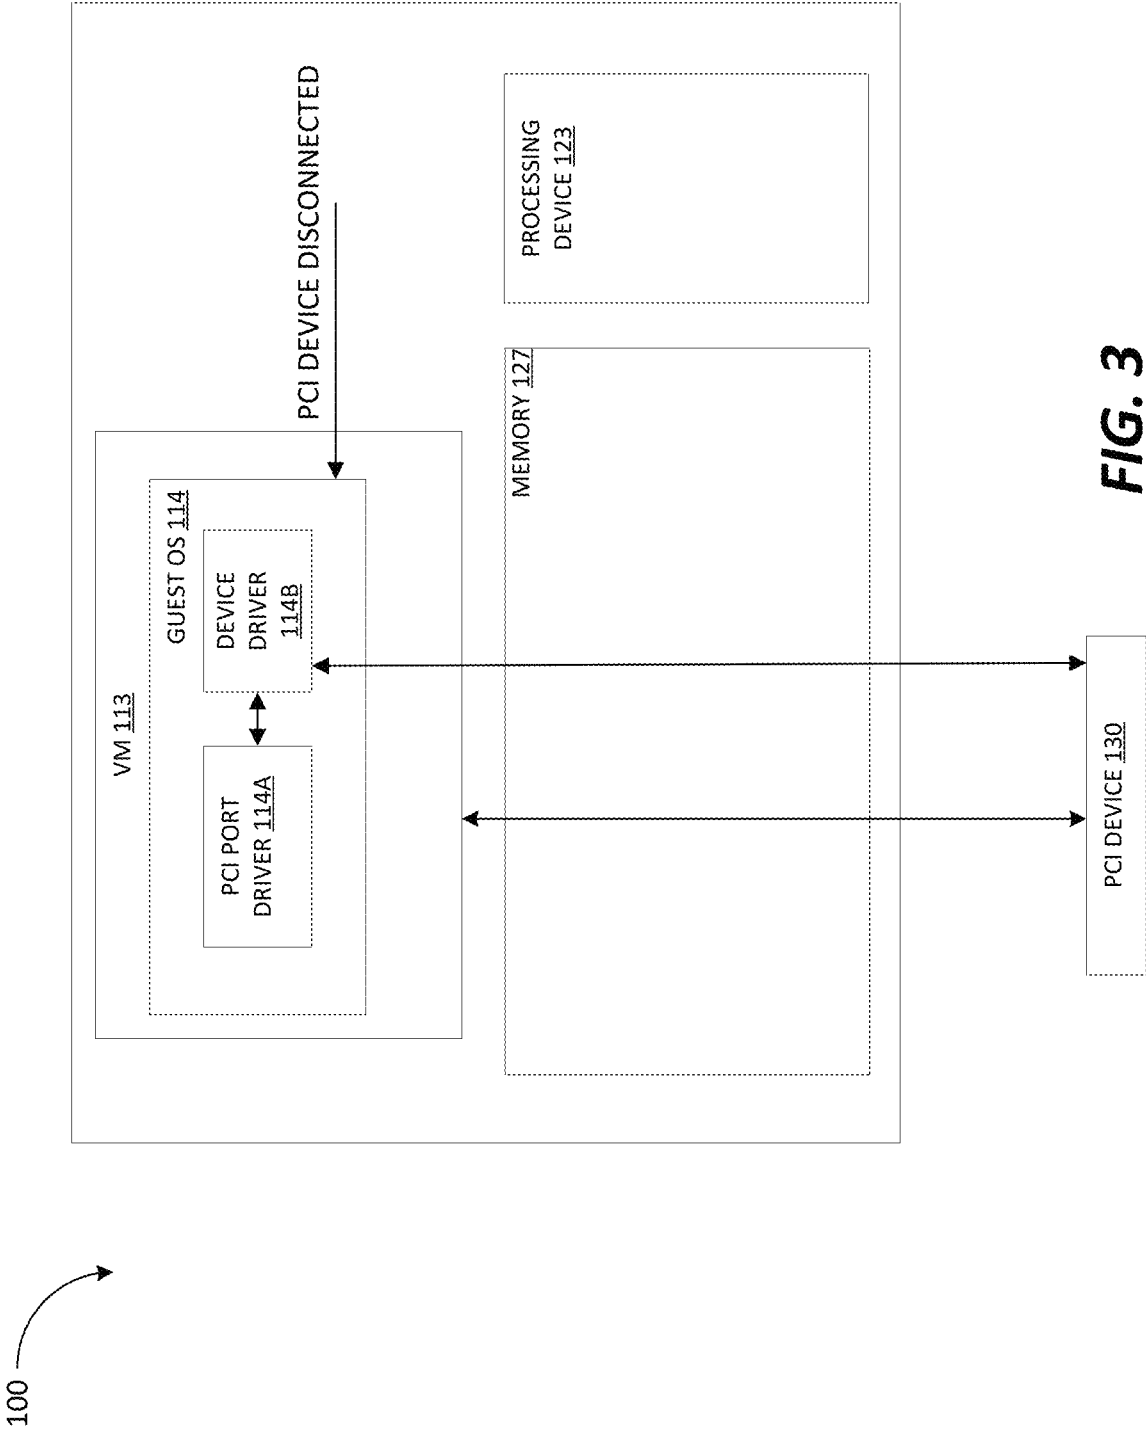 100
VM 113
GUEST OS 114
PCI PORT
DRIVER 114A
DEVICE
DRIVER
114B
PCI DEVICE DISCONNECTED
MEMORY 127
PROCESSING
DEVICE 123
PCI DEVICE 130
FIG. 3